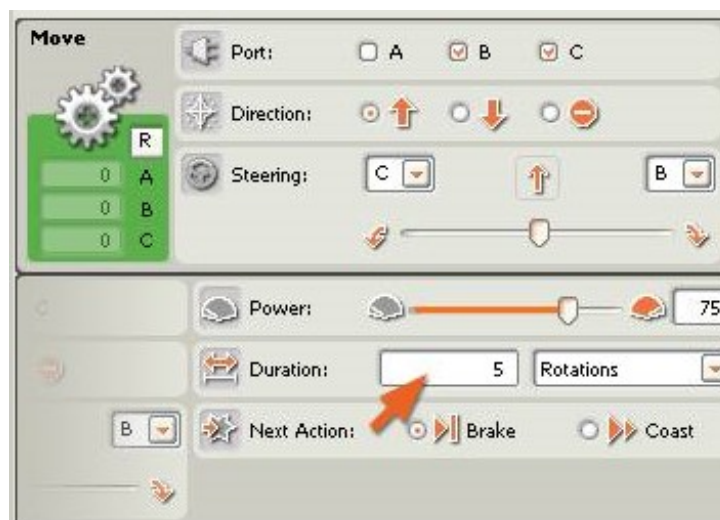 Move
Port: A B C
Direction:
R
Steering: C B
0 A
0 B
0 C
C
Power: 75
Duration: 5 Rotations
B Next Action: Brake Coast